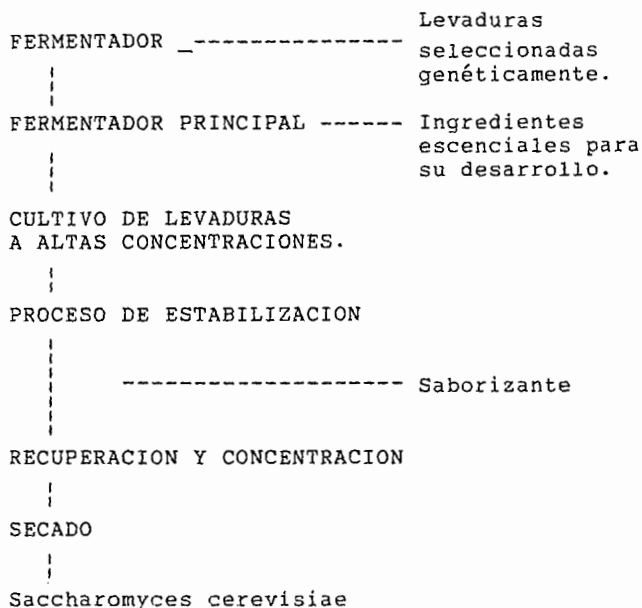 Levaduras
FERMENTADOR _--------------- seleccionadas
genéticamente.
FERMENTADOR PRINCIPAL ------ Ingredientes
escenciales para
su desarrollo.
CULTIVO DE LEVADURAS
A ALTAS CONCENTRACIONES.
PROCESO DE ESTABILIZACION
-------------------- Saborizante
RECUPERACION Y CONCENTRACION
SECADO
Saccharomyces cerevisiae